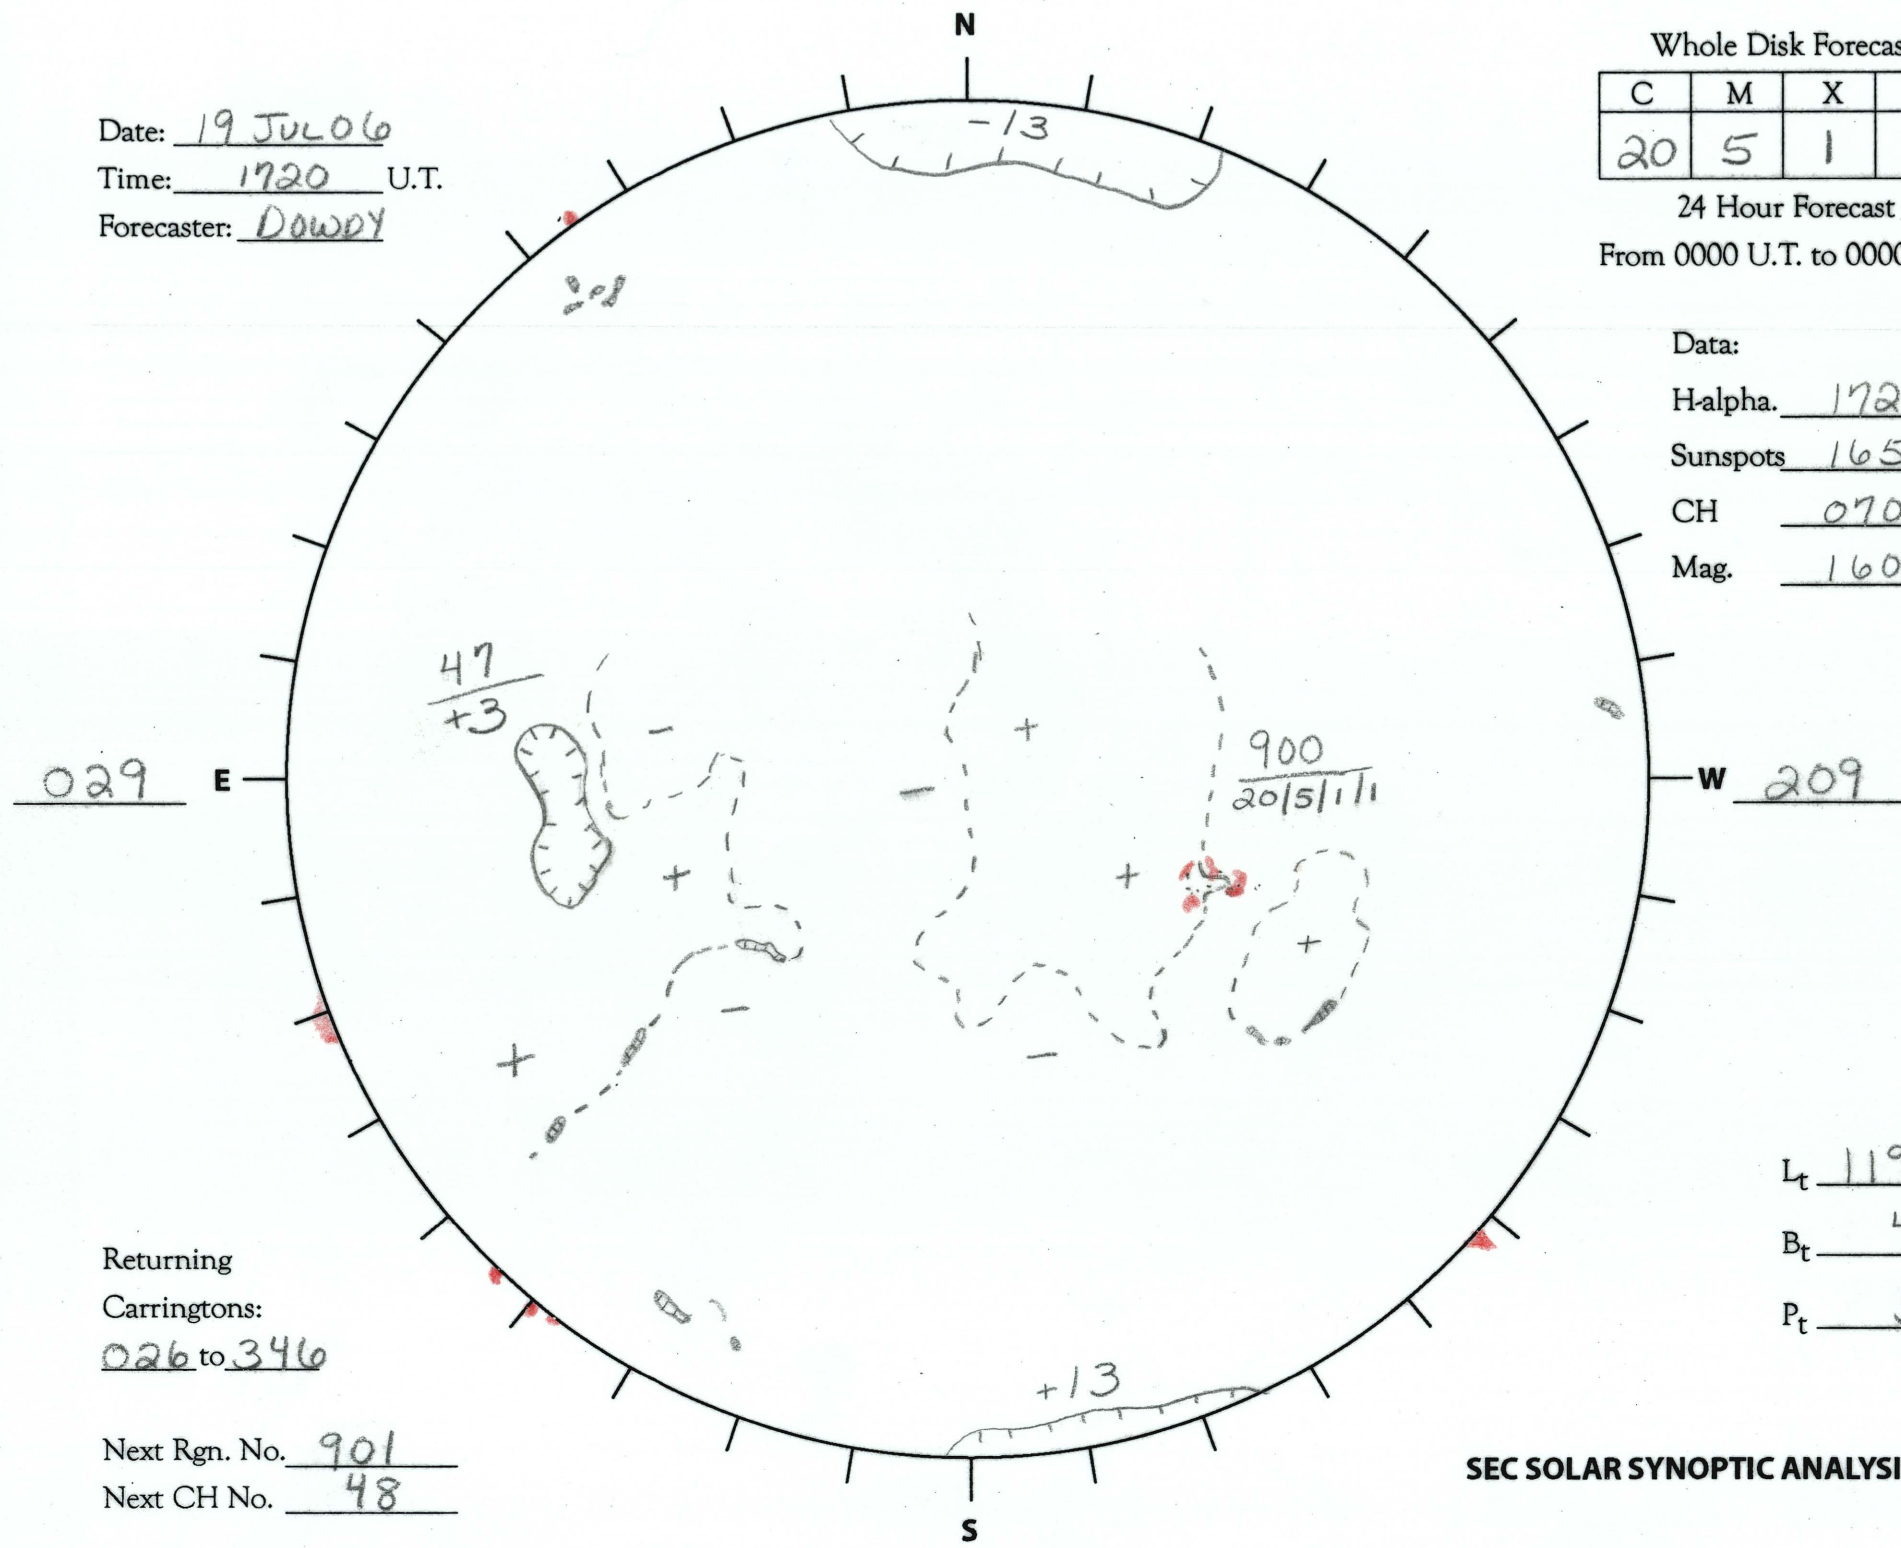 N
Whole Disk Forecas
C M X
20 5 1
24 Hour Forecast
From 0000 U.T. to 0000
Date: 19 JUL 06
Time: 1720 U.T.
Forecaster: DOWDY
-13
Data:
H-alpha. 172
Sunspots 165
CH 070
Mag. 160
47
+3
-
+
900
20/5/1/1
-
029 E
W 209
+
+
+
-
+
-
Lt 119
Bt
Pt
Returning
Carringtons:
026 to 346
+13
Next Rgn. No. 901
Next CH No. 48
SEC SOLAR SYNOPTIC ANALYSI
S